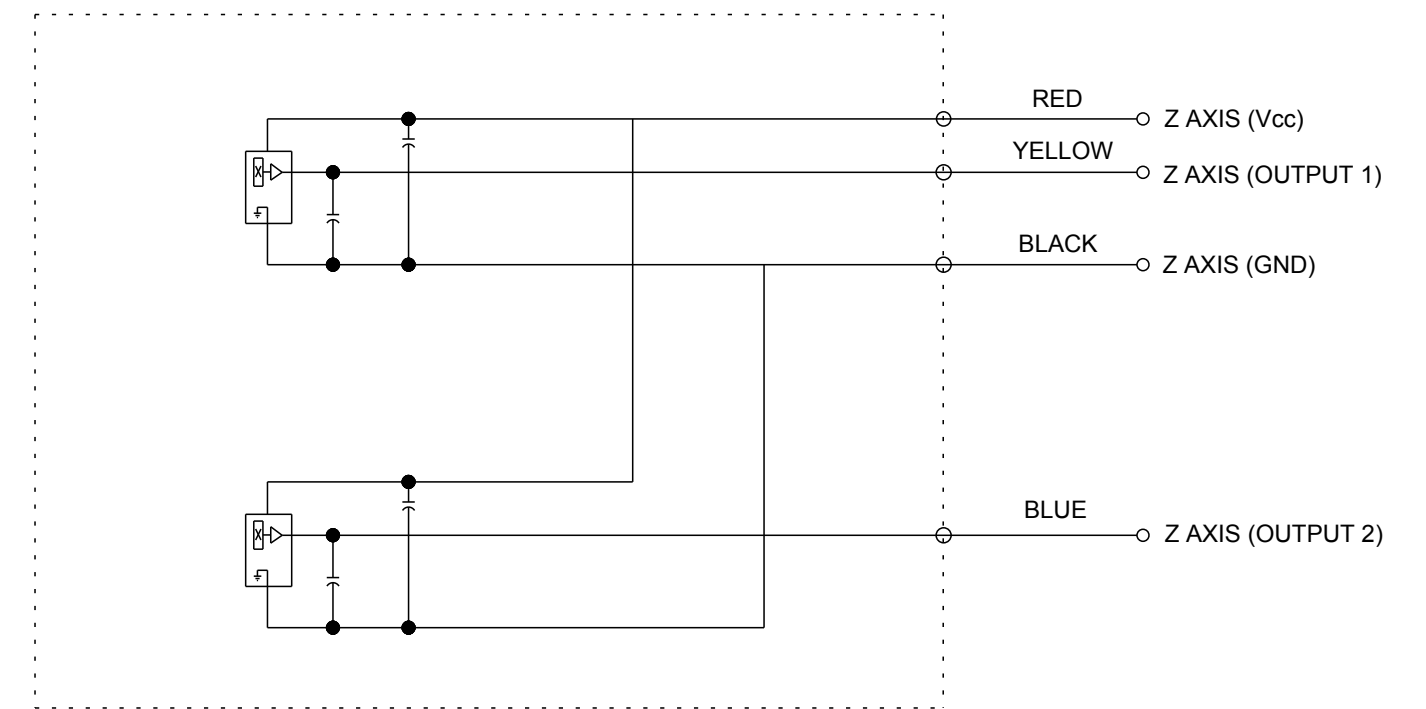 RED
Z AXIS (Vcc)
YELLOW
Z AXIS (OUTPUT 1)
BLACK
Z AXIS (GND)
BLUE
Z AXIS (OUTPUT 2)